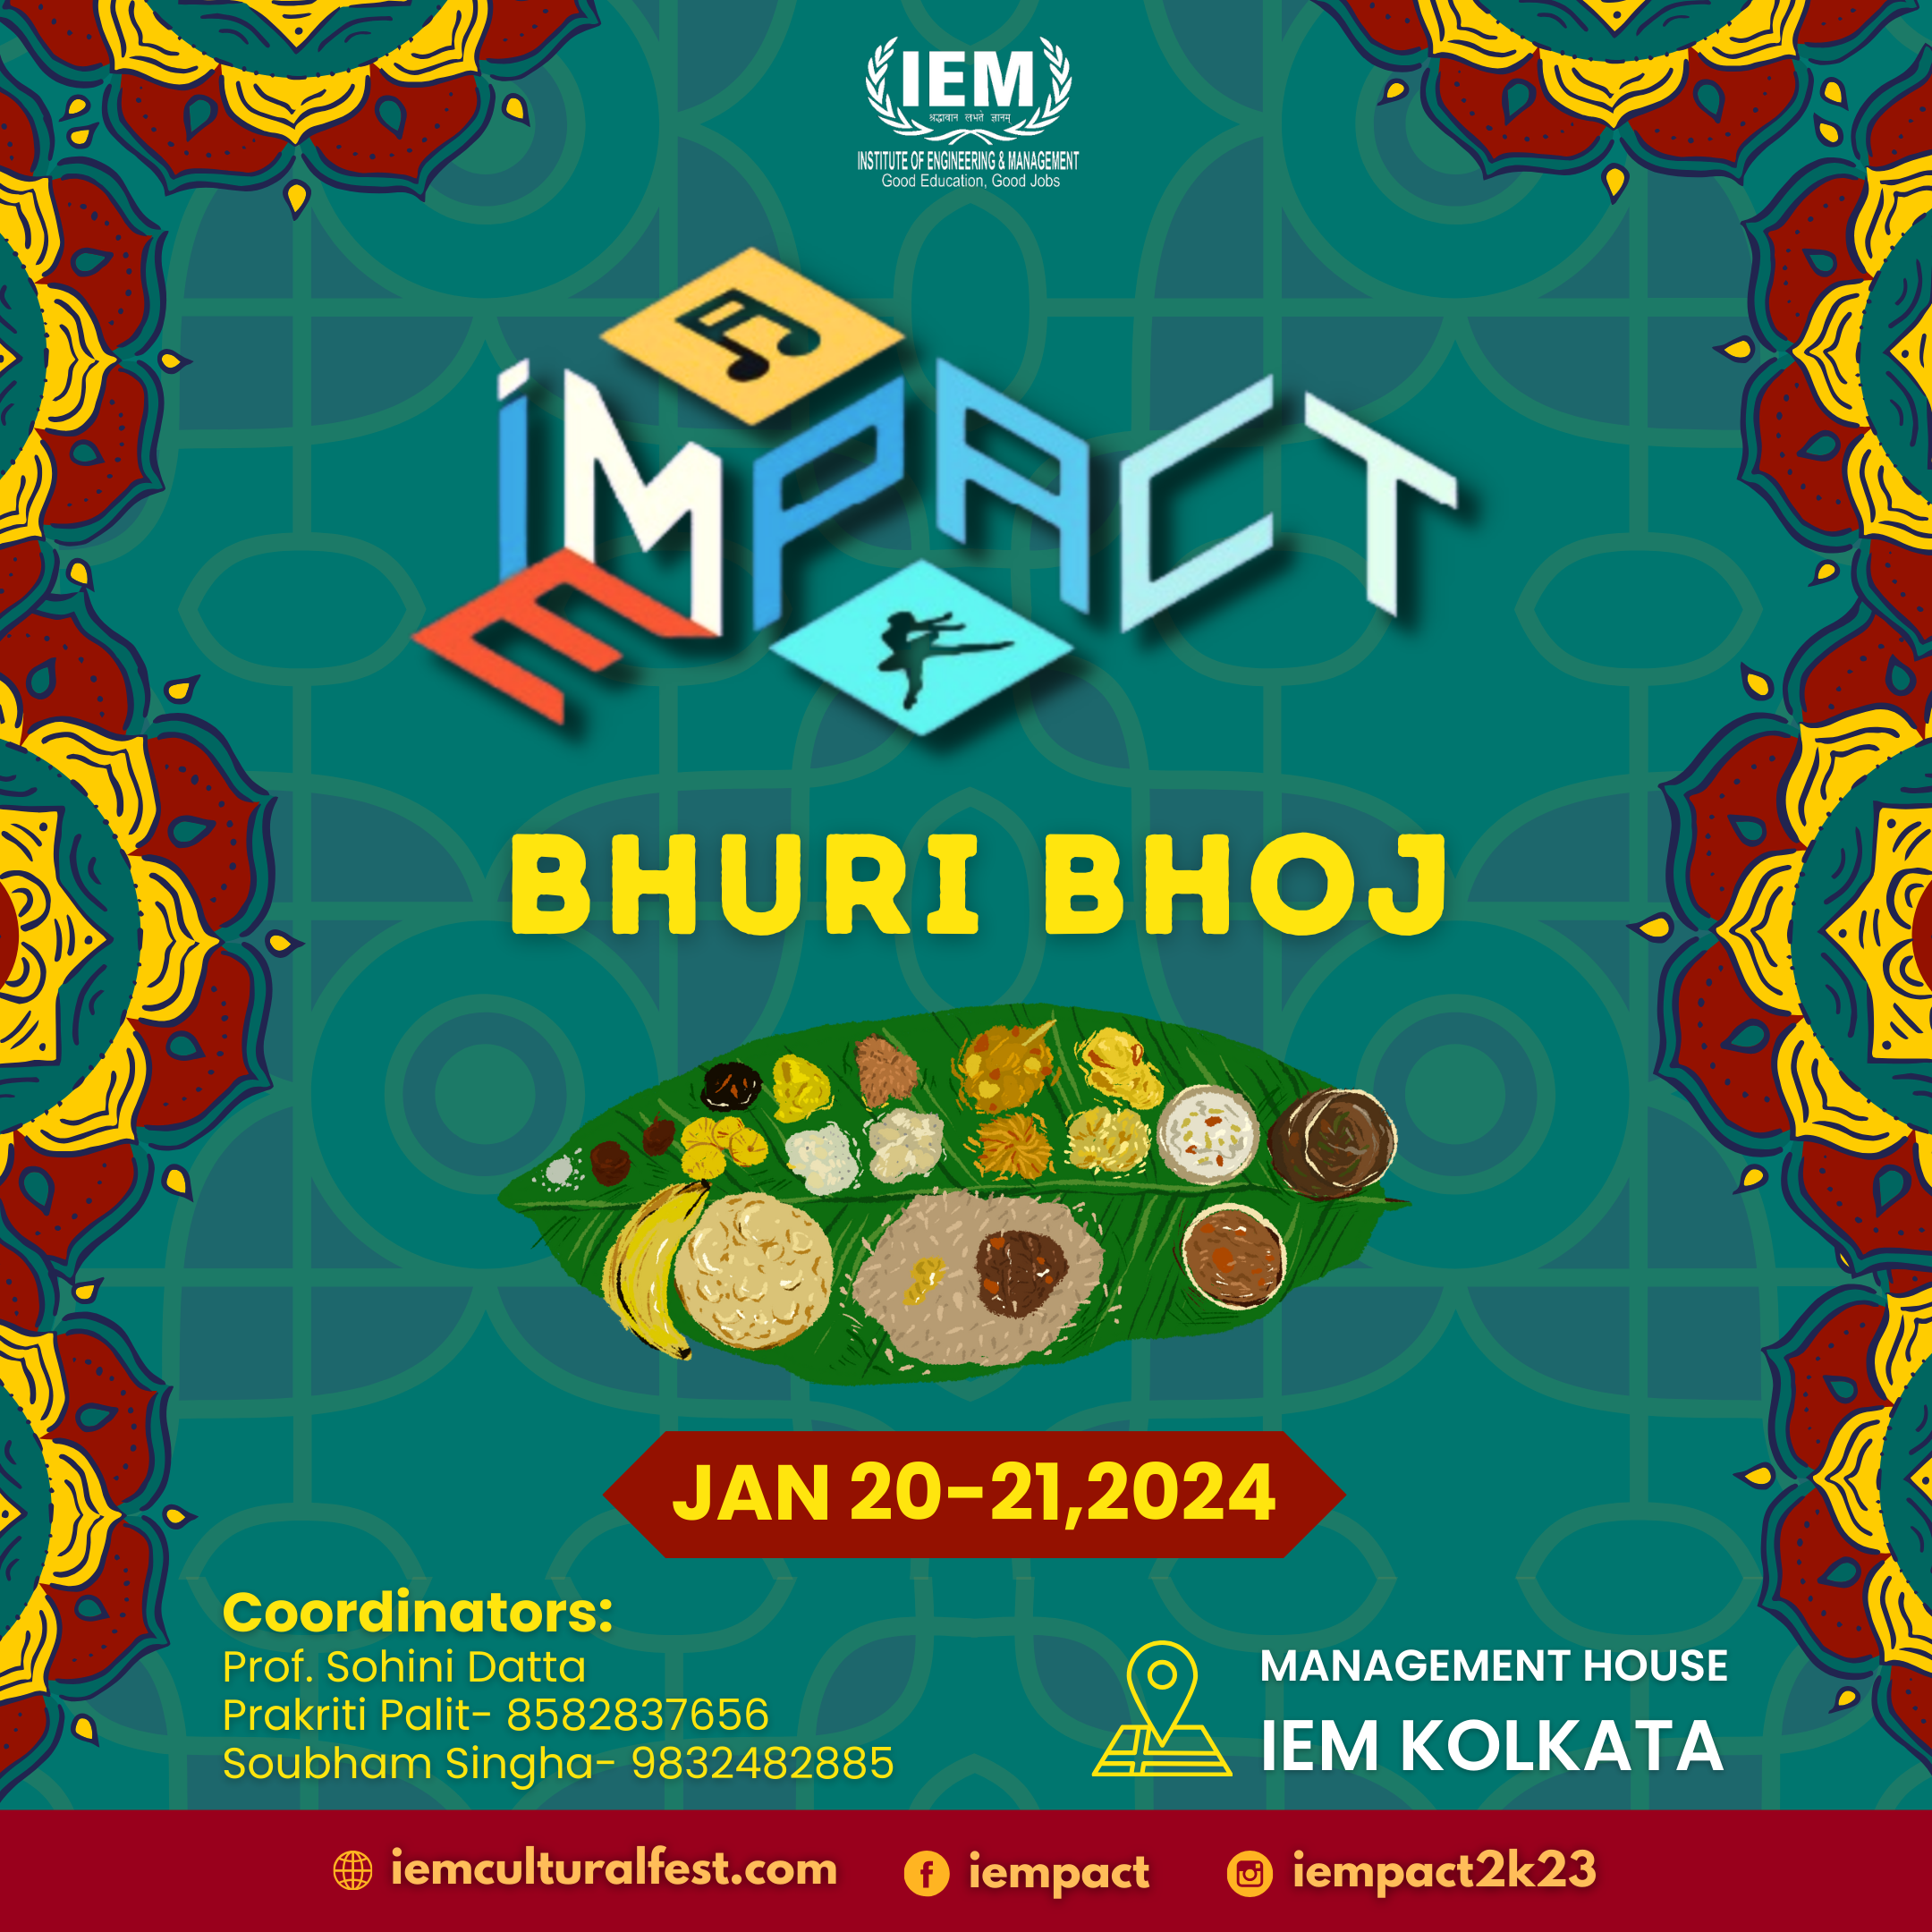 IEM
श्रद्धावान लभते ज्ञानम्
INSTITUTE OF ENGINEERING & MANAGEMENT
Good Education, Good Jobs
iEMPACT
BHURI BHOJ
JAN 20-21,2024
Coordinators:
Prof. Sohini Datta
Prakriti Palit- 8582837656
Soubham Singha- 9832482885
MANAGEMENT HOUSE
IEM KOLKATA
iemculturalfest.com
iempact
iempact2k23